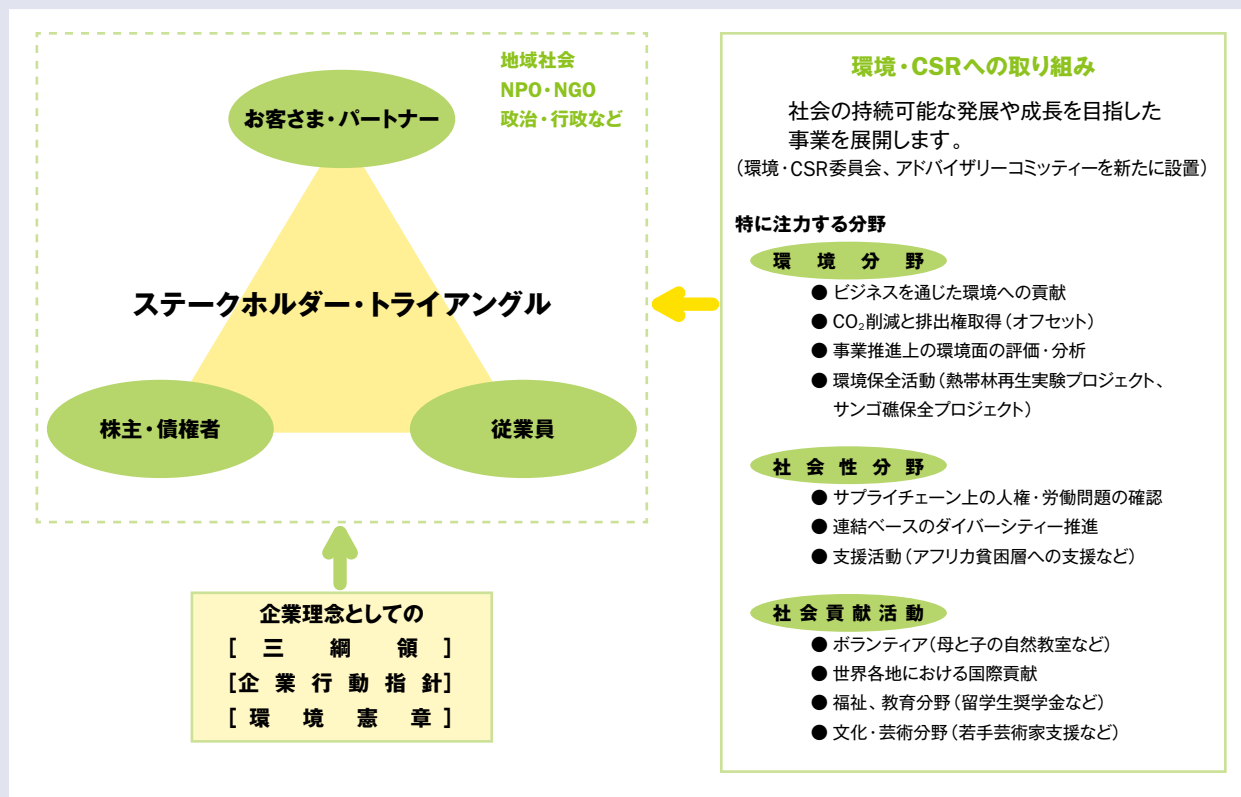 地域社会
NPO・NGO
政治・行政など
お客さま・パートナー
ステークホルダー・トライアングル
株主・債権者
従業員
企業理念としての
[三綱領]
[企業行動指針]
[環境憲章]
環境・CSRへの取り組み
社会の持続可能な発展や成長を目指した
事業を展開します。
(環境・CSR委員会、アドバイザリーコミッティーを新たに設置)
特に注力する分野
環境分野
● ビジネスを通じた環境への貢献
● CO₂削減と排出権取得(オフセット)
● 事業推進上の環境面の評価・分析
● 環境保全活動(熱帯林再生実験プロジェクト、
サンゴ礁保全プロジェクト)
社会性分野
● サプライチェーン上の人権・労働問題の確認
● 連結ベースのダイバーシティー推進
● 支援活動(アフリカ貧困層への支援など)
社会貢献活動
● ボランティア(母と子の自然教室など)
● 世界各地における国際貢献
● 福祉、教育分野(留学生奨学金など)
● 文化・芸術分野(若手芸術家支援など)